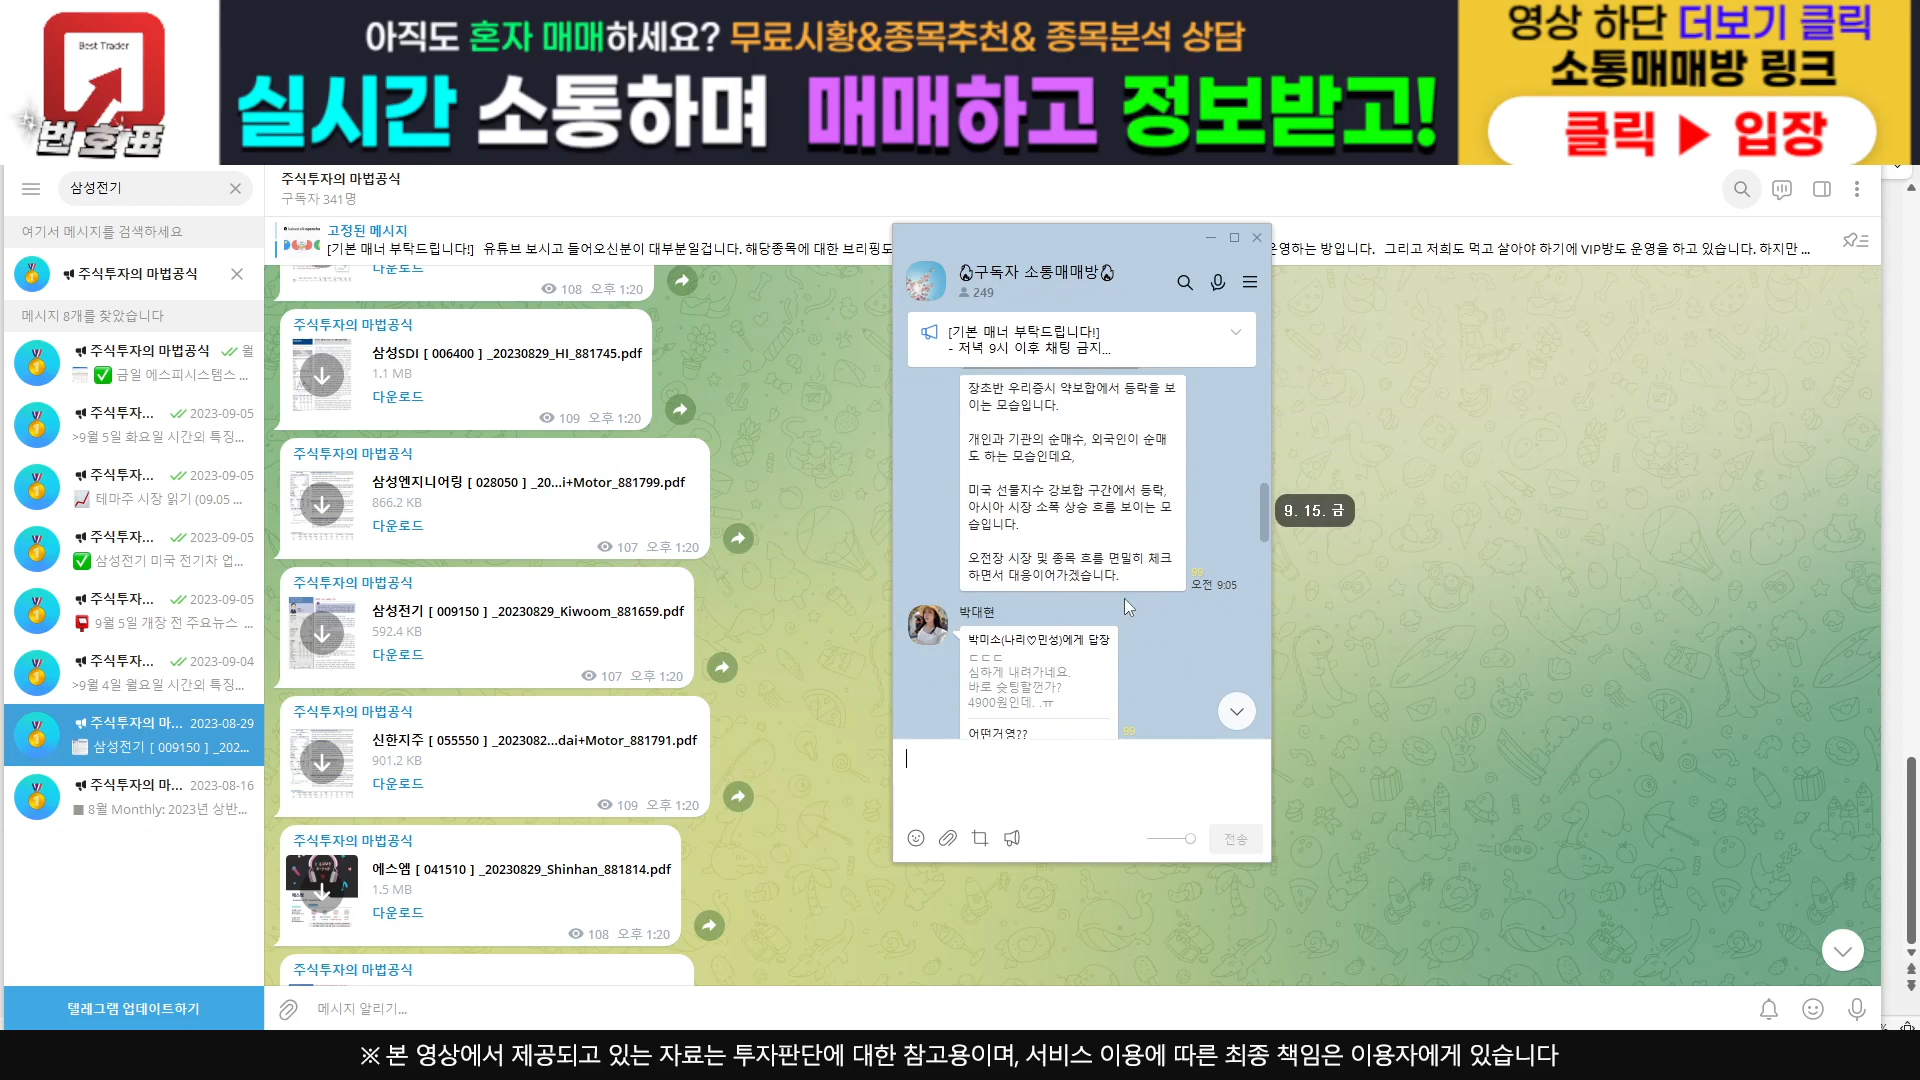 Best Trader
번호표
아직도 혼자 매매하세요? 무료시황&종목추천& 종목분석 상담
실시간 소통하며 매매하고 정보받고!
영상 하단 더보기 클릭
소통매매방 링크
클릭 ▶ 입장
삼성전기
여기서 메시지를 검색하세요
주식투자의 마법공식
메시지 8개를 찾았습니다
주식투자의 마법공식 월
금일 에스피시스템스 ...
주식투자... 2023-09-05
>9월 5일 화요일 시간외 특징...
주식투자... 2023-09-05
테마주 시장 읽기 (09.05 ...
주식투자... 2023-09-05
삼성전기 미국 전기차 업...
주식투자... 2023-09-05
9월 5일 개장 전 주요뉴스 ...
주식투자... 2023-09-04
>9월 4일 월요일 시간외 특징...
주식투자의 마... 2023-08-29
삼성전기 [ 009150 ] _202...
주식투자의 마... 2023-08-16
■ 8월 Monthly: 2023년 상반...
텔레그램 업데이트하기
주식투자의 마법공식
구독자 341명
고정된 메시지
[기본 매너 부탁드립니다!] 유튜브 보시고 들어오신분이 대부분일겁니다. 해당종목에 대한 브리핑도
운영하는 방입니다. 그리고 저희도 먹고 살아야 하기에 VIP방도 운영을 하고 있습니다. 하지만 ...
다운로드
108 오후 1:20
주식투자의 마법공식
삼성SDI [ 006400 ] _20230829_HI_881745.pdf
1.1 MB
다운로드
109 오후 1:20
주식투자의 마법공식
삼성엔지니어링 [ 028050 ] _20...i+Motor_881799.pdf
866.2 KB
다운로드
107 오후 1:20
주식투자의 마법공식
삼성전기 [ 009150 ] _20230829_Kiwoom_881659.pdf
592.4 KB
다운로드
107 오후 1:20
주식투자의 마법공식
신한지주 [ 055550 ] _2023082...dai+Motor_881791.pdf
901.2 KB
다운로드
109 오후 1:20
주식투자의 마법공식
에스엠 [ 041510 ] _20230829_Shinhan_881814.pdf
1.5 MB
다운로드
108 오후 1:20
주식투자의 마법공식
메시지 알리기...
구독자 소통매매방
249
[기본 매너 부탁드립니다!]
- 저녁 9시 이후 채팅 금지...
장초반 우리증시 약보합에서 등락을 보
이는 모습입니다.
개인과 기관의 순매수, 외국인이 순매
도 하는 모습인데요,
미국 선물지수 강보합 구간에서 등락,
아시아 시장 소폭 상승 흐름 보이는 모
습입니다.
오전장 시장 및 종목 흐름 면밀히 체크
하면서 대응이어가겠습니다.
99
오전 9:05
박대현
박미소(나리♡민성)에게 답장
ㄷㄷㄷ
심하게 내려가네요.
바로 슛팅할껀가?
4900원인데. .ㅠ
어떤거영??
99
전송
9. 15. 금
※ 본 영상에서 제공되고 있는 자료는 투자판단에 대한 참고용이며, 서비스 이용에 따른 최종 책임은 이용자에게 있습니다